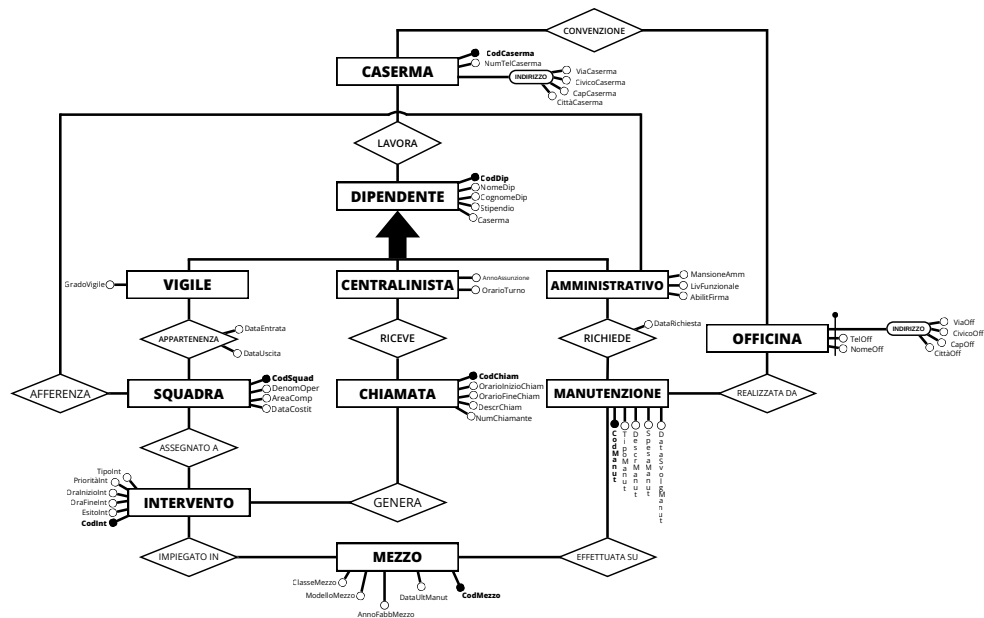 CONVENZIONE
CodCaserma
NumTelCaserma
CASERMA
INDIRIZZO
ViaCaserma
CivicoCaserma
CapCaserma
CittàCaserma
LAVORA
CodDip
NomeDip
CognomeDip
Stipendio
Caserma
DIPENDENTE
GradoVigile
VIGILE
CENTRALINISTA
AnnoAssunzione
OrarioTurno
AMMINISTRATIVO
MansioneAmm
LivFunzionale
AbilitFirma
APPARTENENZA
DataEntrata
DataUscita
RICEVE
RICHIEDE
DataRichiesta
OFFICINA
TelOff
NomeOff
INDIRIZZO
ViaOff
CivicoOff
CapOff
CittàOff
AFFERENZA
SQUADRA
CodSquad
DenomOper
AreaComp
DataCostit
CHIAMATA
CodChiam
OrarioInizioChiam
OrarioFineChiam
DescrChiam
NumChiamante
MANUTENZIONE
REALIZZATA DA
CodManut
TipoManut
DescrManut
SpesaManut
DataSvolgManut
ASSEGNATO A
TipoInt
PrioritàInt
OraInizioInt
OraFineInt
EsitoInt
CodInt
INTERVENTO
GENERA
IMPIEGATO IN
MEZZO
EFFETTUATA SU
ClasseMezzo
ModelloMezzo
AnnoFabbMezzo
DataUltManut
CodMezzo